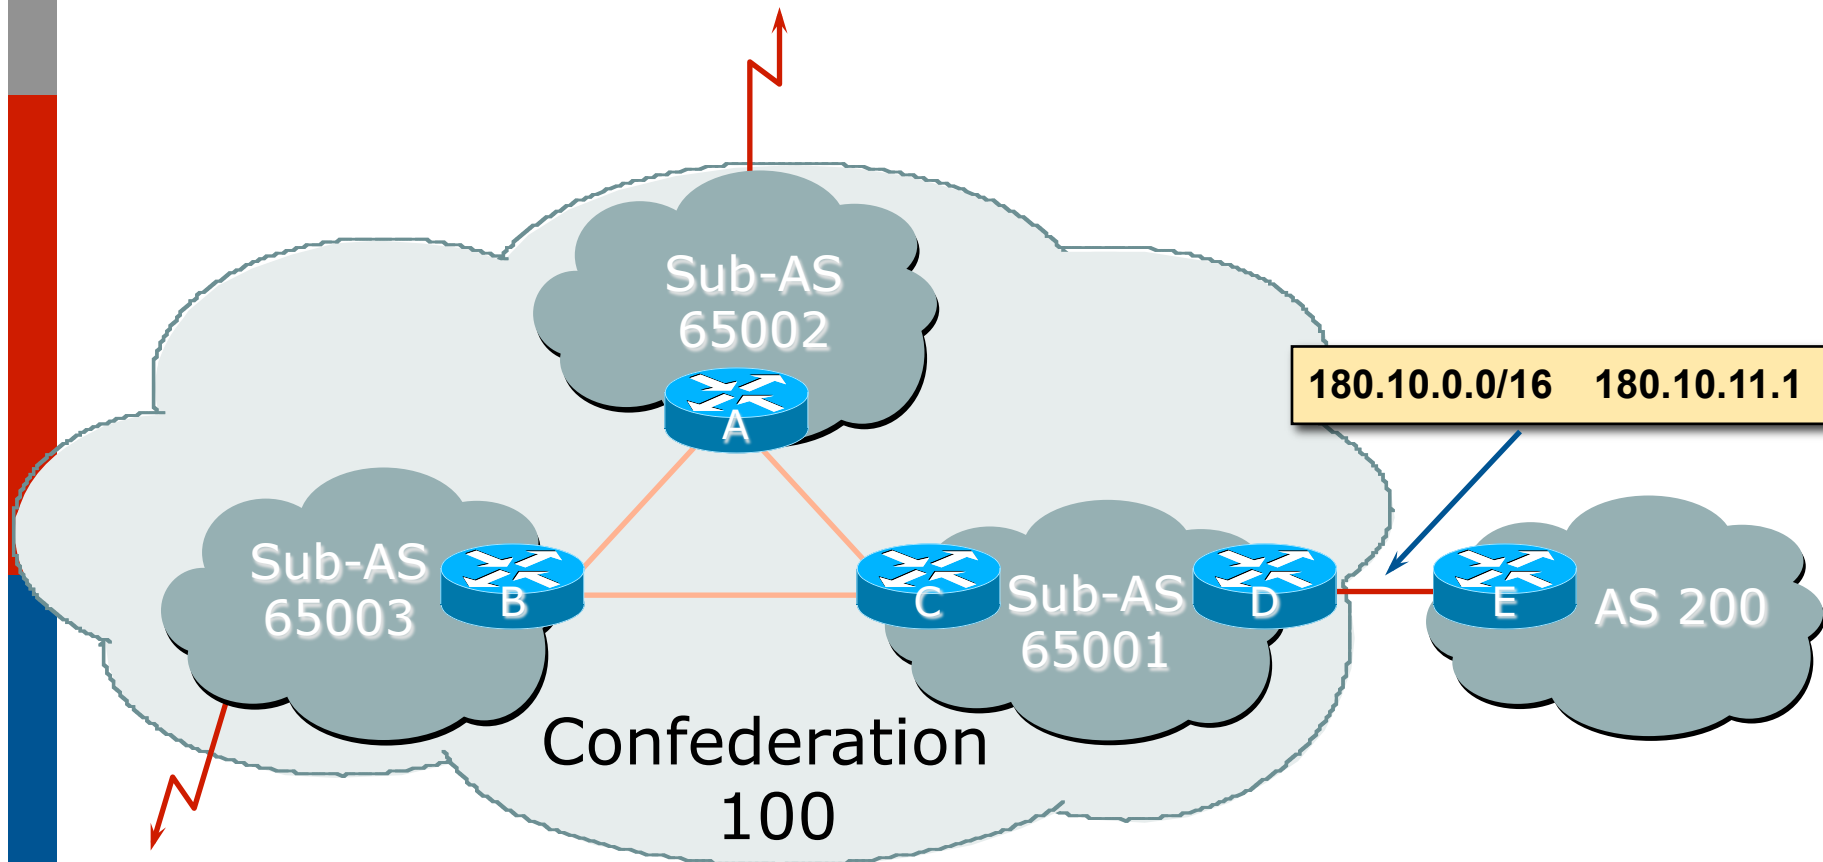 Sub-AS
65002
A
180.10.0.0/16 180.10.11.1
Sub-AS
65003
B
C
Sub-AS
65001
D
E
AS 200
Confederation
100